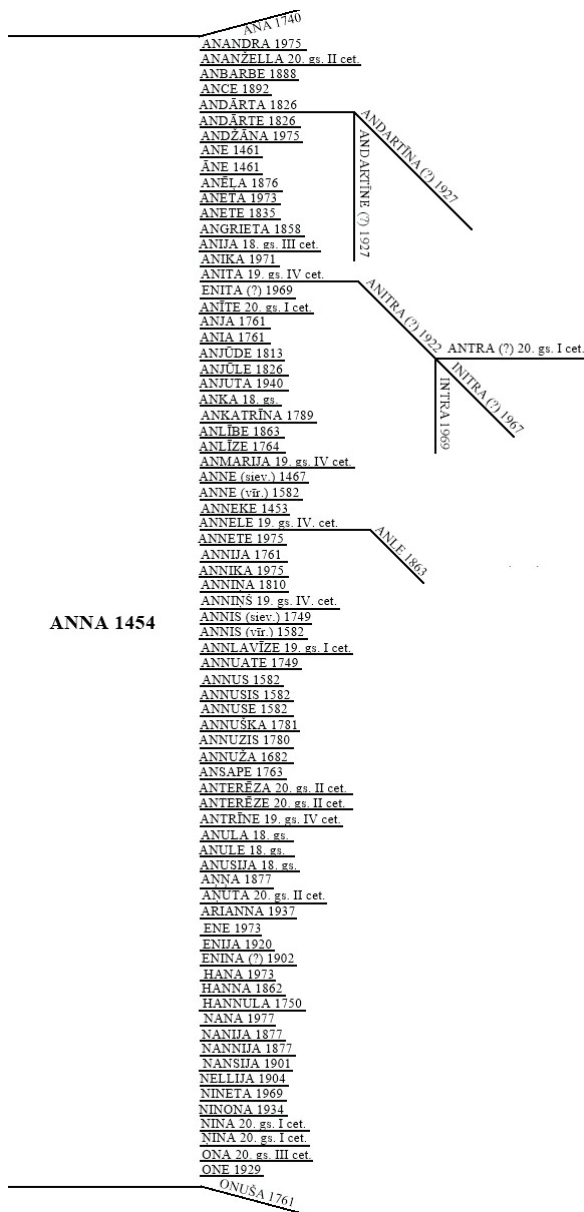 ANA 1740
ANANDRA 1975
ANANŽELLA 20. gs. II cet.
ANBARBE 1888
ANCE 1892
ANDĀRTA 1826
ANDĀRTE 1826
ANDARTĪNE (?) 1927
ANDARTĪNA (?) 1927
ANDŽĀNA 1975
ANE 1461
ĀNE 1461
ANĒĻA 1876
ANETA 1973
ANETE 1835
ANGRIETA 1858
ANIJA 18. gs. III cet.
ANIKA 1971
ANITA 19. gs. IV cet.
ANITRA (?) 1922
ANTRA (?) 20. gs. I cet.
INITRA (?) 1967
INTRA 1969
ENITA (?) 1969
ANĪTE 20. gs. I cet.
ANJA 1761
ANIA 1761
ANJŪDE 1813
ANJŪLE 1826
ANJUTA 1940
ANKA 18. gs.
ANKATRĪNA 1789
ANLĪBE 1863
ANLĪZE 1764
ANMARIJA 19. gs. IV cet.
ANNE (siev.) 1467
ANNE (vīr.) 1582
ANNEKE 1453
ANNELE 19. gs. IV. cet.
ANLE 1863
ANNETE 1975
ANNIJA 1761
ANNIKA 1975
ANNIŅA 1810
ANNIŅŠ 19. gs. IV. cet.
ANNA 1454
ANNIS (siev.) 1749
ANNIS (vīr.) 1582
ANNLAVĪZE 19. gs. I cet.
ANNUATE 1749
ANNUS 1582
ANNUSIS 1582
ANNUSE 1582
ANNUŠKA 1781
ANNUZIS 1780
ANNUŽA 1682
ANSAPE 1763
ANTERĒZA 20. gs. II cet.
ANTERĒZE 20. gs. II cet.
ANTRĪNE 19. gs. IV cet.
ANULA 18. gs.
ANULE 18. gs.
ANUSIJA 18. gs.
AŅŅA 1877
AŅUTA 20. gs. II cet.
ARIANNA 1937
ENE 1973
ENIJA 1920
ENINA (?) 1902
HANA 1973
HANNA 1862
HANNULA 1750
NANA 1977
NANIJA 1877
NANNIJA 1877
NANSIJA 1901
NELLIJA 1904
NINETA 1969
NINONA 1934
NINA 20. gs. I cet.
ŅINA 20. gs. I cet.
ONA 20. gs. III cet.
ONE 1929
ONUŠA 1761